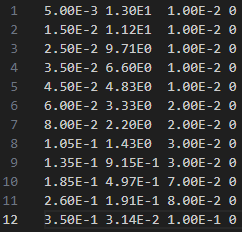 1 5.00E-3 1.30E1 1.00E-2 0
2 1.50E-2 1.12E1 1.00E-2 0
3 2.50E-2 9.71E0 1.00E-2 0
4 3.50E-2 6.60E0 1.00E-2 0
5 4.50E-2 4.83E0 1.00E-2 0
6 6.00E-2 3.33E0 2.00E-2 0
7 8.00E-2 2.20E0 2.00E-2 0
8 1.05E-1 1.43E0 3.00E-2 0
9 1.35E-1 9.15E-1 3.00E-2 0
10 1.85E-1 4.97E-1 7.00E-2 0
11 2.60E-1 1.91E-1 8.00E-2 0
12 3.50E-1 3.14E-2 1.00E-1 0